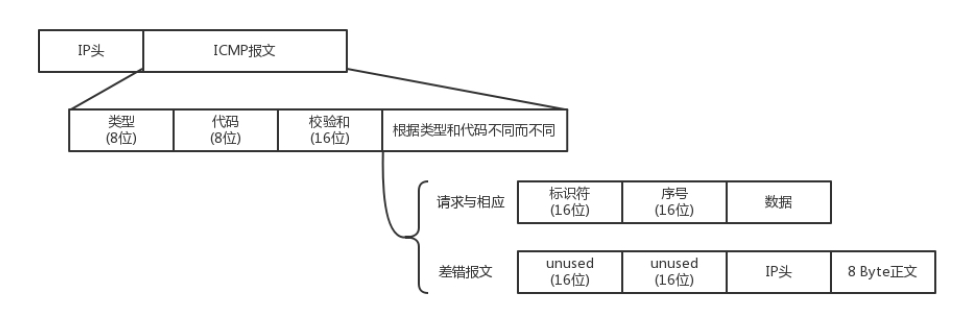 IP头
ICMP报文
类型
(8位)
代码
(8位)
校验和
(16位)
根据类型和代码不同而不同
请求与相应
标识符
(16位)
序号
(16位)
数据
差错报文
unused
(16位)
unused
(16位)
IP头
8 Byte正文